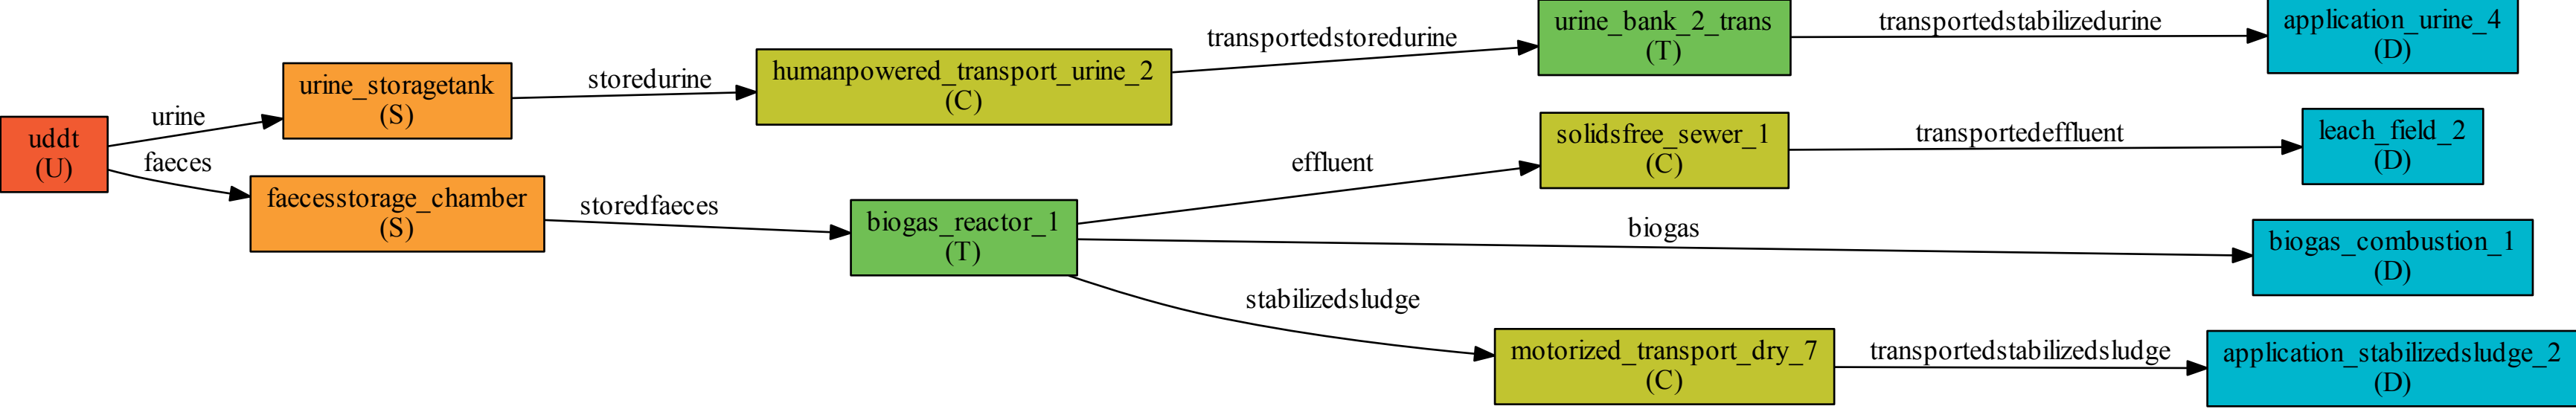 uddt
(U)
urine
faeces
urine_storagetank
(S)
faecesstorage_chamber
(S)
storedurine
storedfaeces
humanpowered_transport_urine_2
(C)
biogas_reactor_1
(T)
transportedstoredurine
effluent
biogas
stabilizedsludge
urine_bank_2_trans
(T)
solidsfree_sewer_1
(C)
motorized_transport_dry_7
(C)
transportedstabilizedurine
transportedeffluent
transportedstabilizedsludge
application_urine_4
(D)
leach_field_2
(D)
biogas_combustion_1
(D)
application_stabilizedsludge_2
(D)